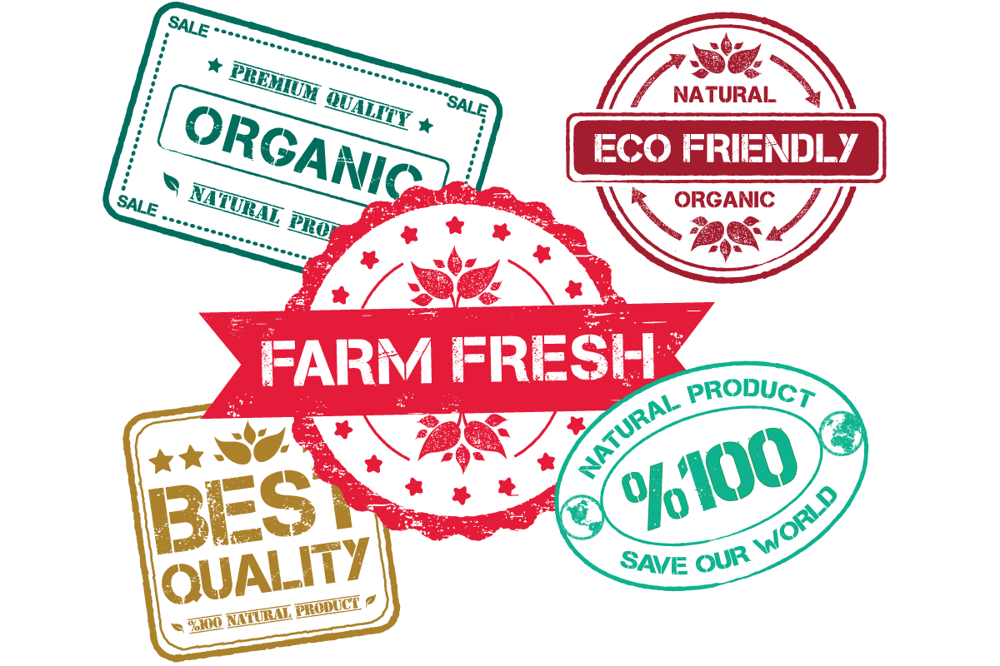 SALE
SALE
PREMIUM QUALITY
ORGANIC
NATURAL
SALE
NATURAL
ECO FRIENDLY
ORGANIC
FARM FRESH
BEST
QUALITY
%100 NATURAL PRODUCT
NATURAL PRODUCT
%100
SAVE OUR WORLD